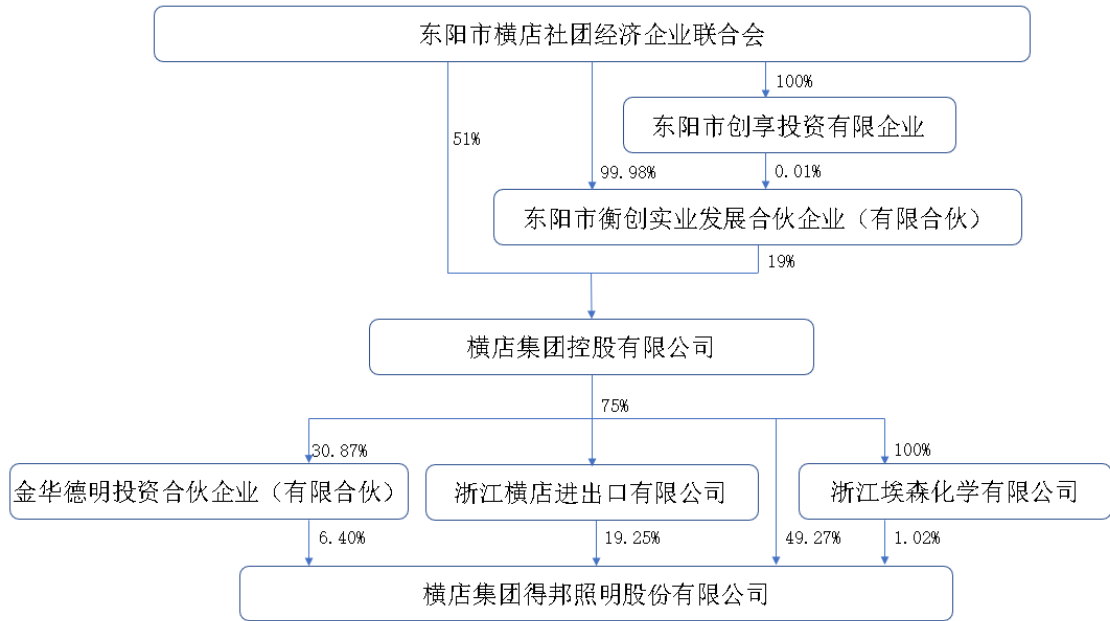 东阳市横店社团经济企业联合会
100%
东阳市创享投资有限企业
51%
99.98%
0.01%
东阳市衡创实业发展合伙企业（有限合伙）
19%
横店集团控股有限公司
75%
30.87%
100%
金华德明投资合伙企业（有限合伙）
浙江横店进出口有限公司
浙江埃森化学有限公司
6.40%
19.25%
49.27%
1.02%
横店集团得邦照明股份有限公司